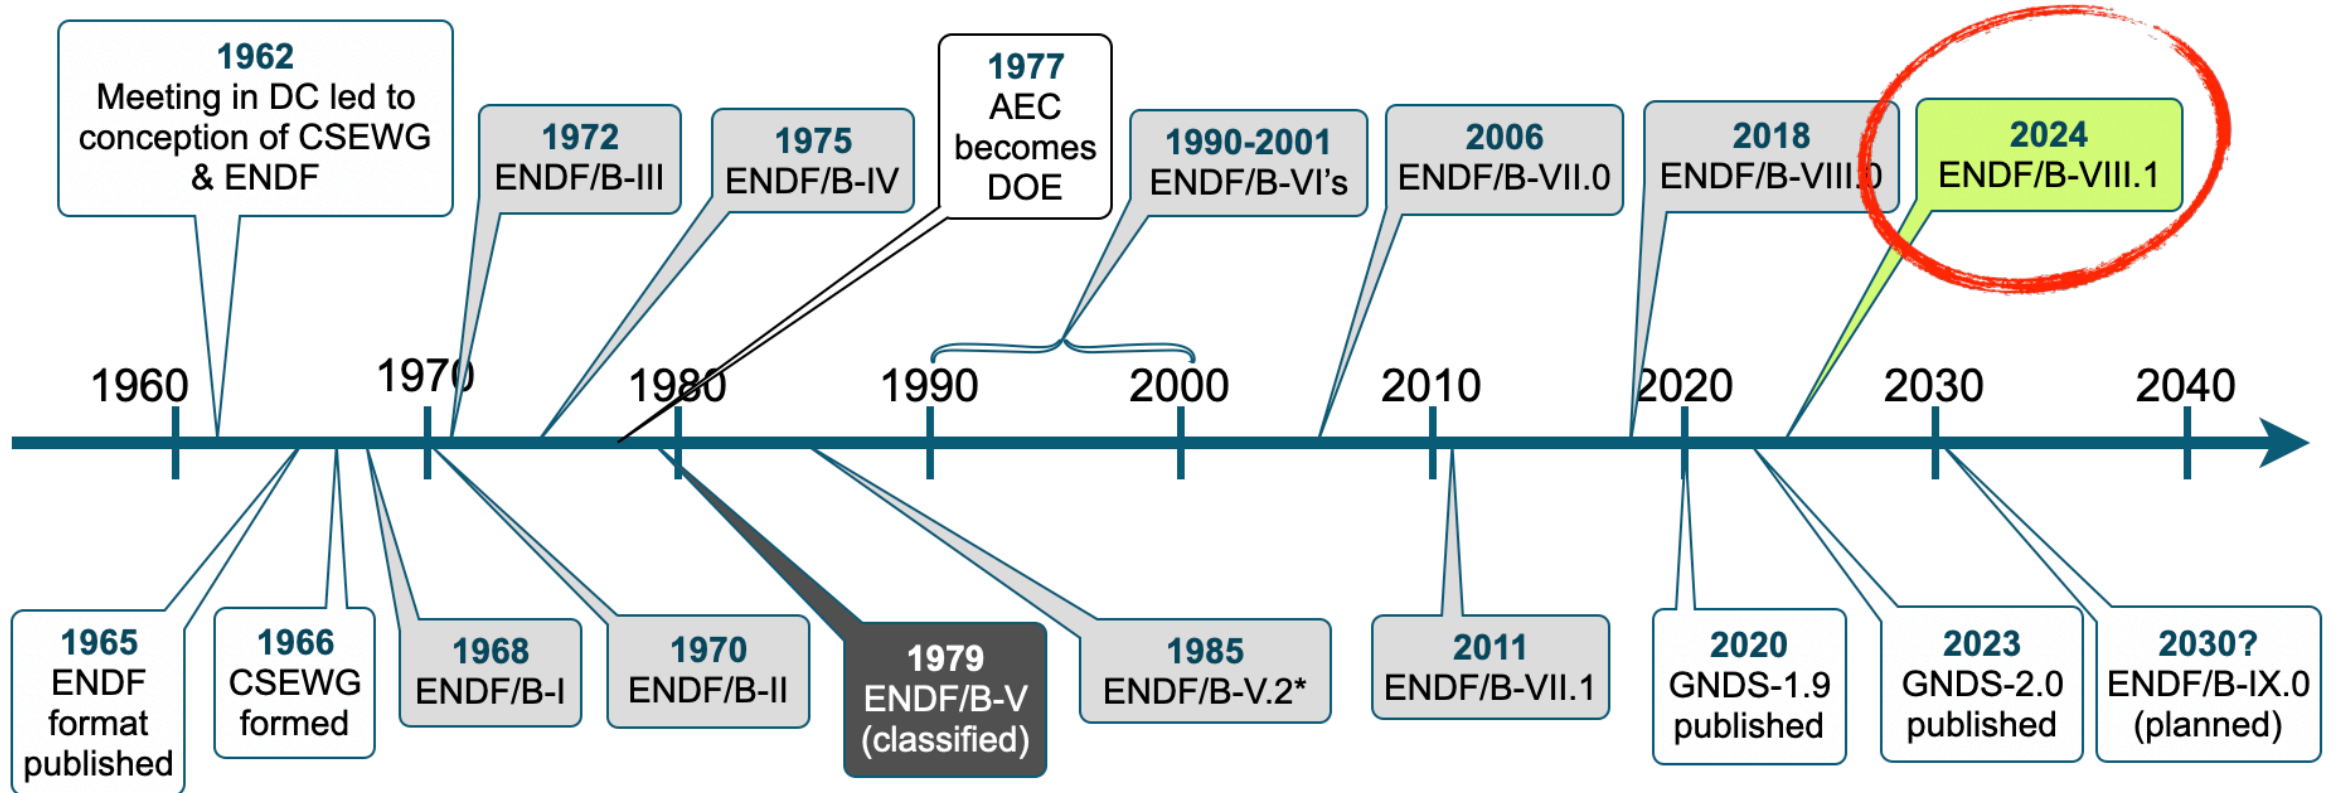 1962
Meeting in DC led to
conception of CSEWG
& ENDF
1972
ENDF/B-III
1975
ENDF/B-IV
1977
AEC
becomes
DOE
1990-2001
ENDF/B-VI's
2006
ENDF/B-VII.0
2018
ENDF/B-VIII.0
2024
ENDF/B-VIII.1
1960
1970
1980
1990
2000
2010
2020
2030
2040
1965
ENDF
format
published
1966
CSEWG
formed
1968
ENDF/B-I
1970
ENDF/B-II
1979
ENDF/B-V
(classified)
1985
ENDF/B-V.2*
2011
ENDF/B-VII.1
2020
GNDS-1.9
published
2023
GNDS-2.0
published
2030?
ENDF/B-IX.0
(planned)